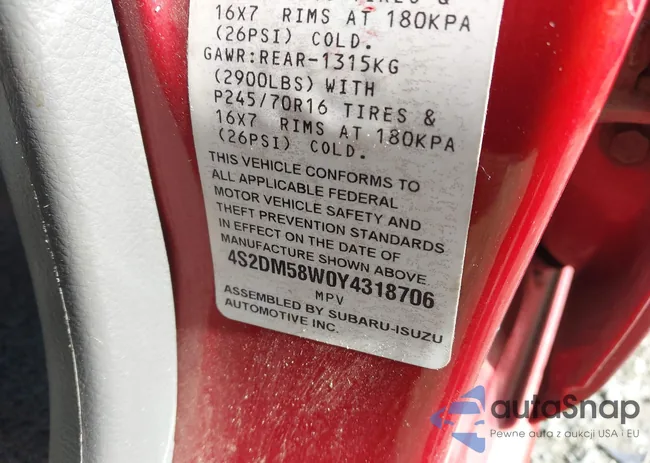 TIRES &
16X7 RIMS AT 180KPA
(26PSI) COLD.
GAWR:REAR-1315KG
(2900LBS) WITH
P245/70R16 TIRES &
16X7 RIMS AT 180KPA
(26PSI) COLD.
THIS VEHICLE CONFORMS TO
ALL APPLICABLE FEDERAL
MOTOR VEHICLE SAFETY AND
THEFT PREVENTION STANDARDS
IN EFFECT ON THE DATE OF
MANUFACTURE SHOWN ABOVE.
4S2DM58W0Y4318706
MPV
ASSEMBLED BY SUBARU-ISUZU
AUTOMOTIVE INC.
autaSnap
Pewne auta z aukcji USA i EU